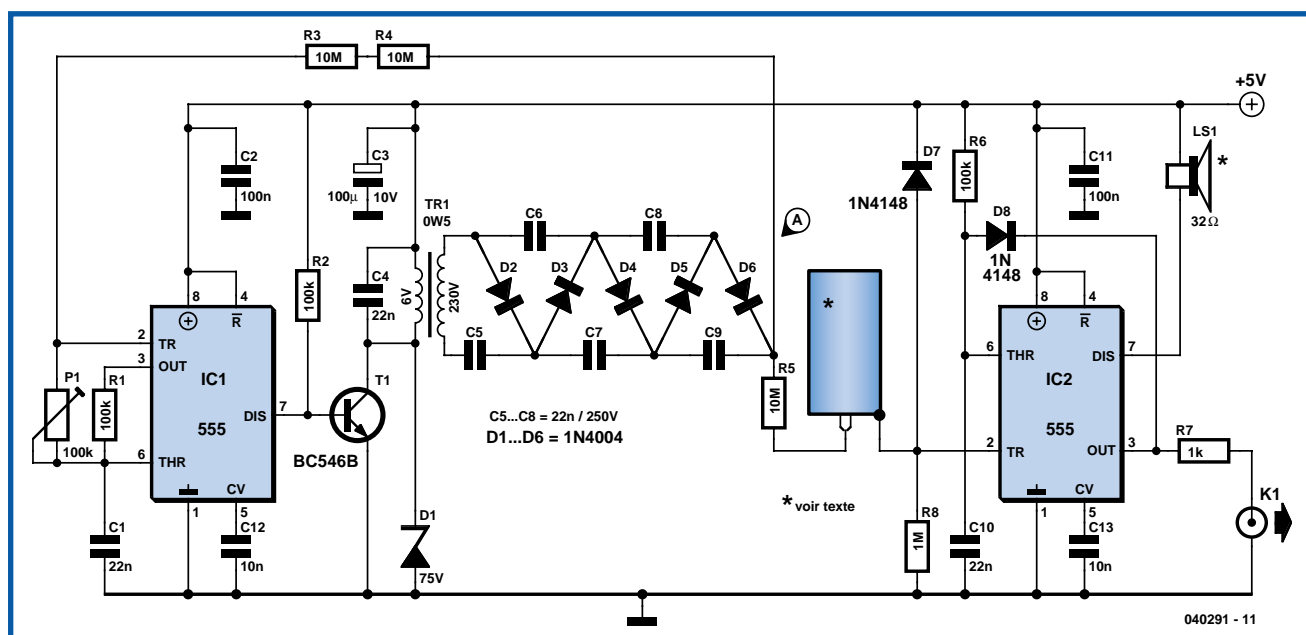 R3
10M
R4
10M
+5V
C2
100n
C3
100µ
10V
TR1
0W5
C6
C8
A
D7
1N4148
R6
100k
C11
100n
LS1
*
32Ω
R2
100k
C4
22n
6V
230V
D2
D3
D4
D5
D6
D8
1N
4148
C5
C7
C9
8
4
R
2
TR
3
OUT
IC1
555
DIS
7
6
THR
1
CV
5
P1
100k
R1
100k
T1
BC546B
C5...C8 = 22n / 250V
D1...D6 = 1N4004
R5
10M
*
* voir texte
8
4
R
6
THR
DIS
7
IC2
555
2
TR
OUT
3
1
CV
5
R7
1k
K1
C1
22n
C12
10n
D1
75V
R8
1M
C10
22n
C13
10n
040291 - 11